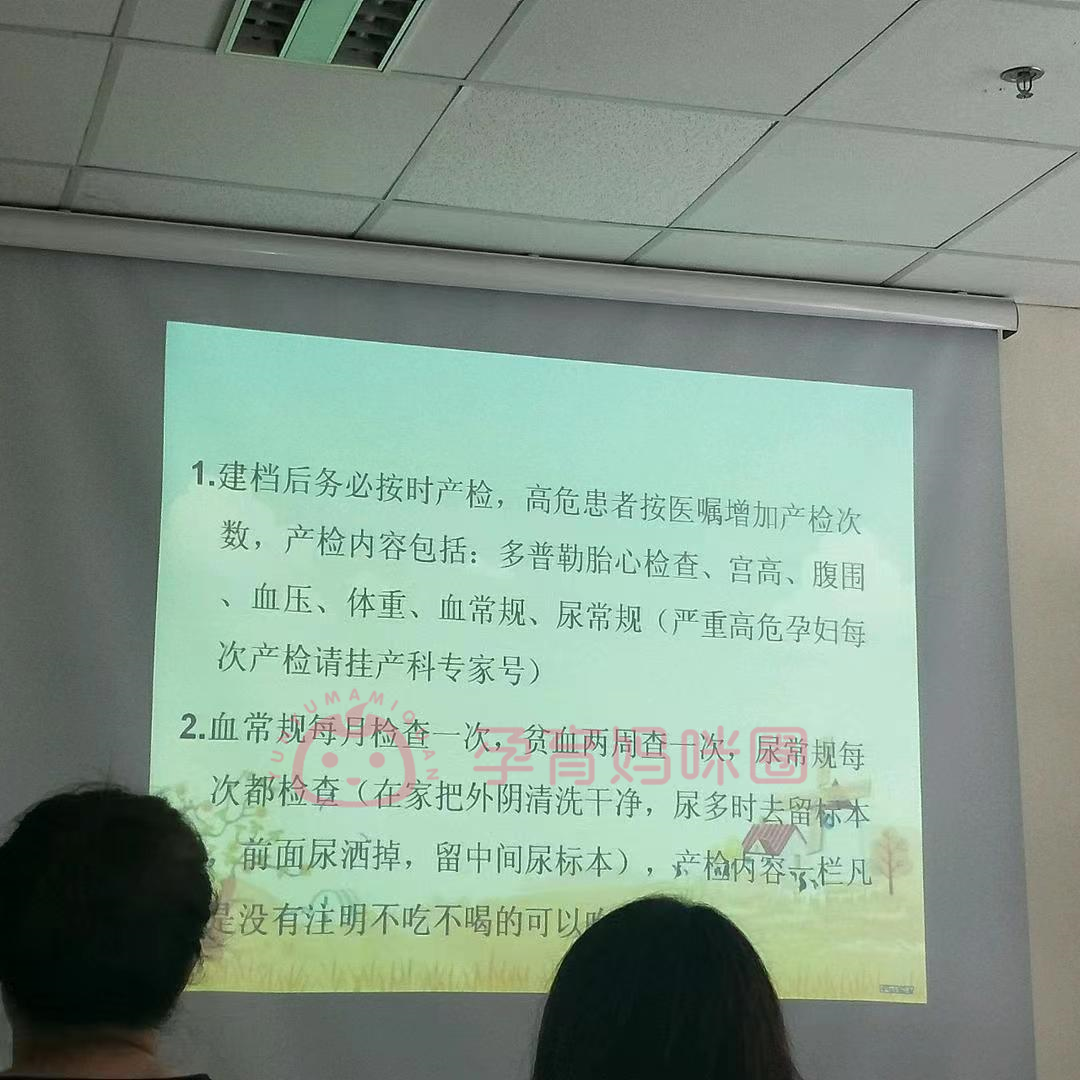 1.建档后务必按时产检，高危患者按医嘱增加产检次
数，产检内容包括：多普勒胎心检查、宫高、腹围
、血压、体重、血常规、尿常规（严重高危孕妇每
次产检请挂产科专家号）
2.血常规每月检查一次，贫血两周查一次，尿常规每
次都检查（在家把外阴清洗干净，尿多时去留标本
，前面尿洒掉，留中间尿标本），产检内容一栏凡
是没有注明不吃不喝的可以吃
YUNYUMAMIQUAN
孕育妈咪圈